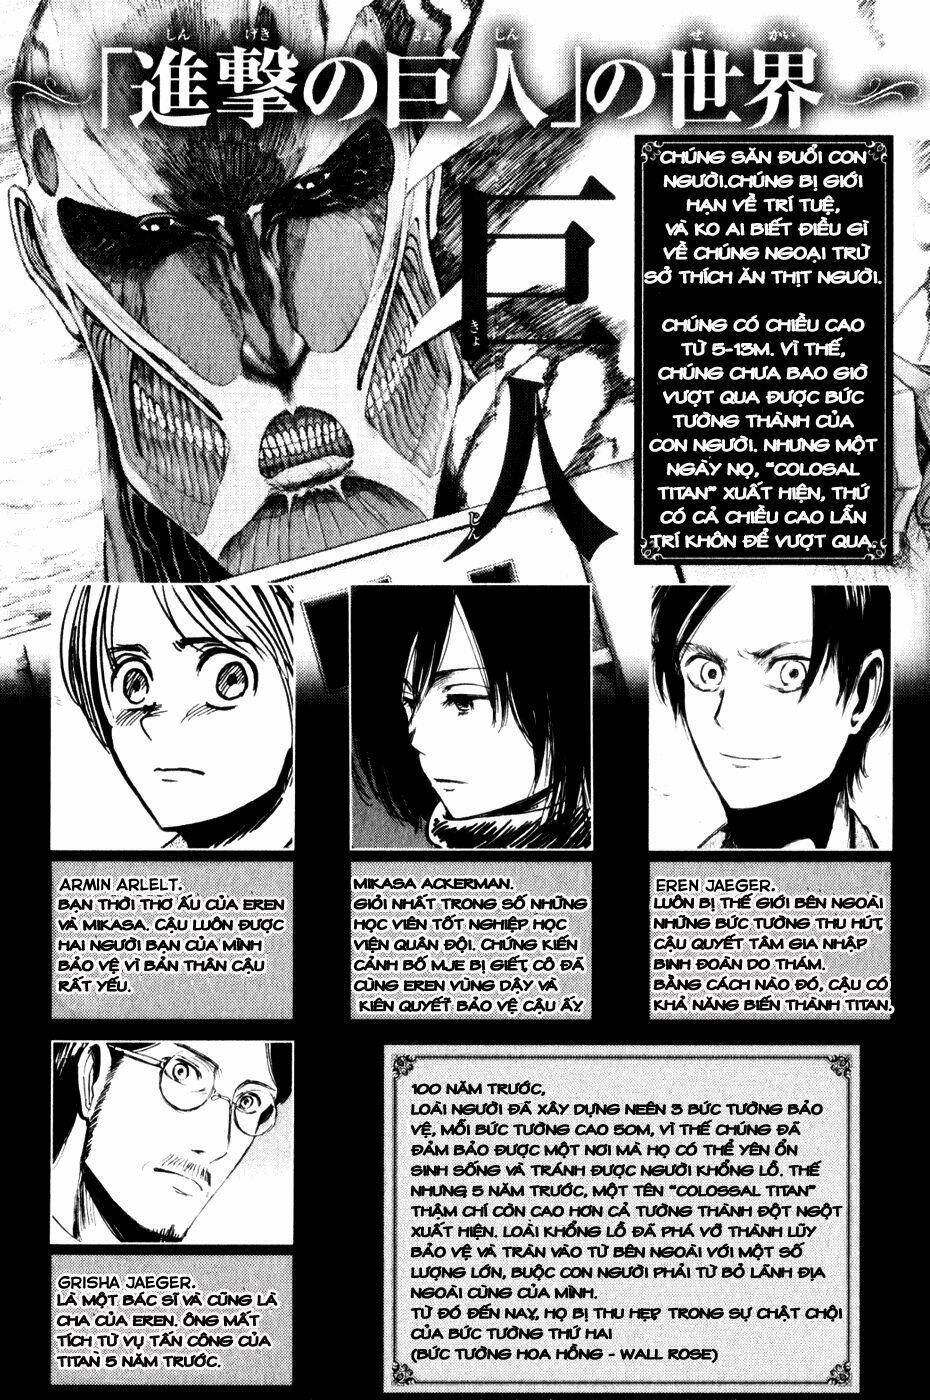 「進撃の巨人」の世界
しん げき きょ じん せ かい
巨人
きょ じん
CHÚNG SĂN ĐUỔI CON
NGƯỜI.CHÚNG BỊ GIỚI
HẠN VỀ TRÍ TUỆ,
VÀ KO AI BIẾT ĐIỀU GÌ
VỀ CHÚNG NGOẠI TRỪ
SỞ THÍCH ĂN THỊT NGƯỜI.
CHÚNG CÓ CHIỀU CAO
TỪ 5-13M. VÌ THẾ,
CHÚNG CHƯA BAO GIỜ
VƯỢT QUA ĐƯỢC BỨC
TƯỜNG THÀNH CỦA
CON NGƯỜI. NHƯNG MỘT
NGÀY NỌ, "COLOSAL
TITAN" XUẤT HIỆN, THỨ
CÓ CẢ CHIỀU CAO LẪN
TRÍ KHÔN ĐỂ VƯỢT QUA.
ARMIN ARLELT.
BẠN THỜI THƠ ẤU CỦA EREN
VÀ MIKASA. CẬU LUÔN ĐƯỢC
HAI NGƯỜI BẠN CỦA MÌNH
BẢO VỆ VÌ BẢN THÂN CẬU
RẤT YẾU.
MIKASA ACKERMAN.
GIỎI NHẤT TRONG SỐ NHỮNG
HỌC VIÊN TỐT NGHIỆP HỌC
VIỆN QUÂN ĐỘI. CHỨNG KIẾN
CẢNH BỐ MJE BỊ GIẾT, CÔ ĐÃ
CÙNG EREN VÙNG DẬY VÀ
KIÊN QUYẾT BẢO VỆ CẬU ẤY.
EREN JAEGER.
LUÔN BỊ THẾ GIỚI BÊN NGOÀI
NHỮNG BỨC TƯỜNG THU HÚT,
CẬU QUYẾT TÂM GIA NHẬP
BINH ĐOÀN DO THÁM.
BẰNG CÁCH NÀO ĐÓ, CẬU CÓ
KHẢ NĂNG BIẾN THÀNH TITAN.
GRISHA JAEGER.
LÀ MỘT BÁC SĨ VÀ CŨNG LÀ
CHA CỦA EREN. ÔNG MẤT
TÍCH TỪ VỤ TẤN CÔNG CỦA
TITAN 5 NĂM TRƯỚC.
100 NĂM TRƯỚC,
LOÀI NGƯỜI ĐÃ XÂY DỰNG NEÊN 3 BỨC TƯỜNG BẢO
VỆ, MỖI BỨC TƯỜNG CAO 50M, VÌ THẾ CHÚNG ĐÃ
ĐẢM BẢO ĐƯỢC MỘT NƠI MÀ HỌ CÓ THỂ YÊN ỔN
SINH SỐNG VÀ TRÁNH ĐƯỢC NGƯỜI KHỔNG LỒ. THẾ
NHƯNG, 5 NĂM TRƯỚC, MỘT TÊN "COLOSSAL TITAN"
THẬM CHÍ CÒN CAO HƠN CẢ TƯỜNG THÀNH ĐỘT NGỘT
XUẤT HIỆN. LOÀI KHỔNG LỒ ĐÃ PHÁ VỠ THÀNH LŨY
BẢO VỆ VÀ TRÀN VÀO TỪ BÊN NGOÀI VỚI MỘT SỐ
LƯỢNG LỚN, BUỘC CON NGƯỜI PHẢI TỪ BỎ LÃNH ĐỊA
NGOÀI CÙNG CỦA MÌNH.
TỪ ĐÓ ĐẾN NAY, HỌ BỊ THU HẸP TRONG SỰ CHẬT CHỘI
CỦA BỨC TƯỜNG THỨ HAI
(BỨC TƯỜNG HOA HỒNG - WALL ROSE)